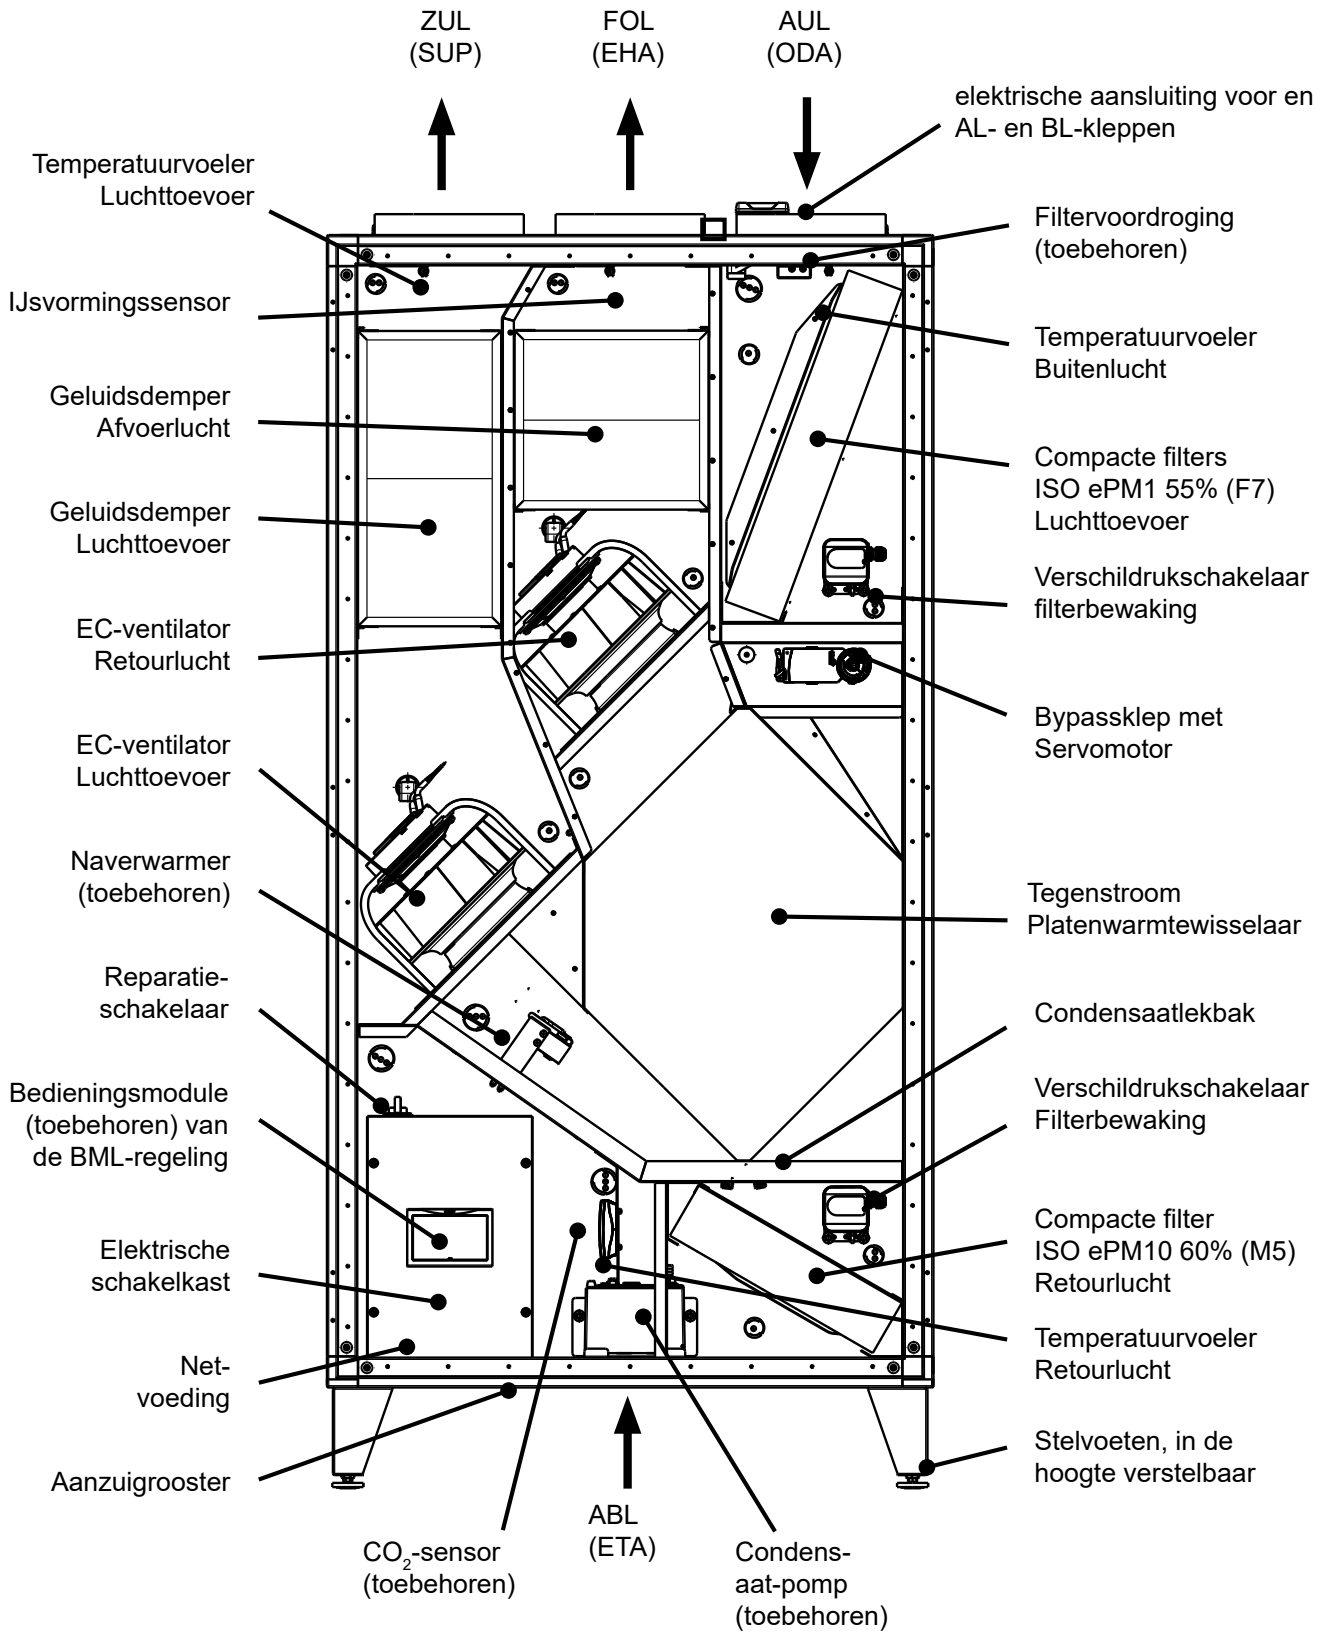 ZUL
(SUP)
FOL
(EHA)
AUL
(ODA)
elektrische aansluiting voor en
AL- en BL-kleppen
Temperatuurvoeler
Luchttoevoer
IJsvormingssensor
Geluidsdemper
Afvoerlucht
Geluidsdemper
Luchttoevoer
EC-ventilator
Retourlucht
EC-ventilator
Luchttoevoer
Naverwarmer
(toebehoren)
Reparatie-
schakelaar
Bedieningsmodule
(toebehoren) van
de BML-regeling
Elektrische
schakelkast
Net-
voeding
Aanzuigrooster
Filtervoordroging
(toebehoren)
Temperatuurvoeler
Buitenlucht
Compacte filters
ISO ePM1 55% (F7)
Luchttoevoer
Verschildrukschakelaar
filterbewaking
Bypassklep met
Servomotor
Tegenstroom
Platenwarmtewisselaar
Condensaatlekbak
Verschildrukschakelaar
Filterbewaking
Compacte filter
ISO ePM10 60% (M5)
Retourlucht
Temperatuurvoeler
Retourlucht
Stelvoeten, in de
hoogte verstelbaar
CO₂-sensor
(toebehoren)
ABL
(ETA)
Condens-
aat-pomp
(toebehoren)